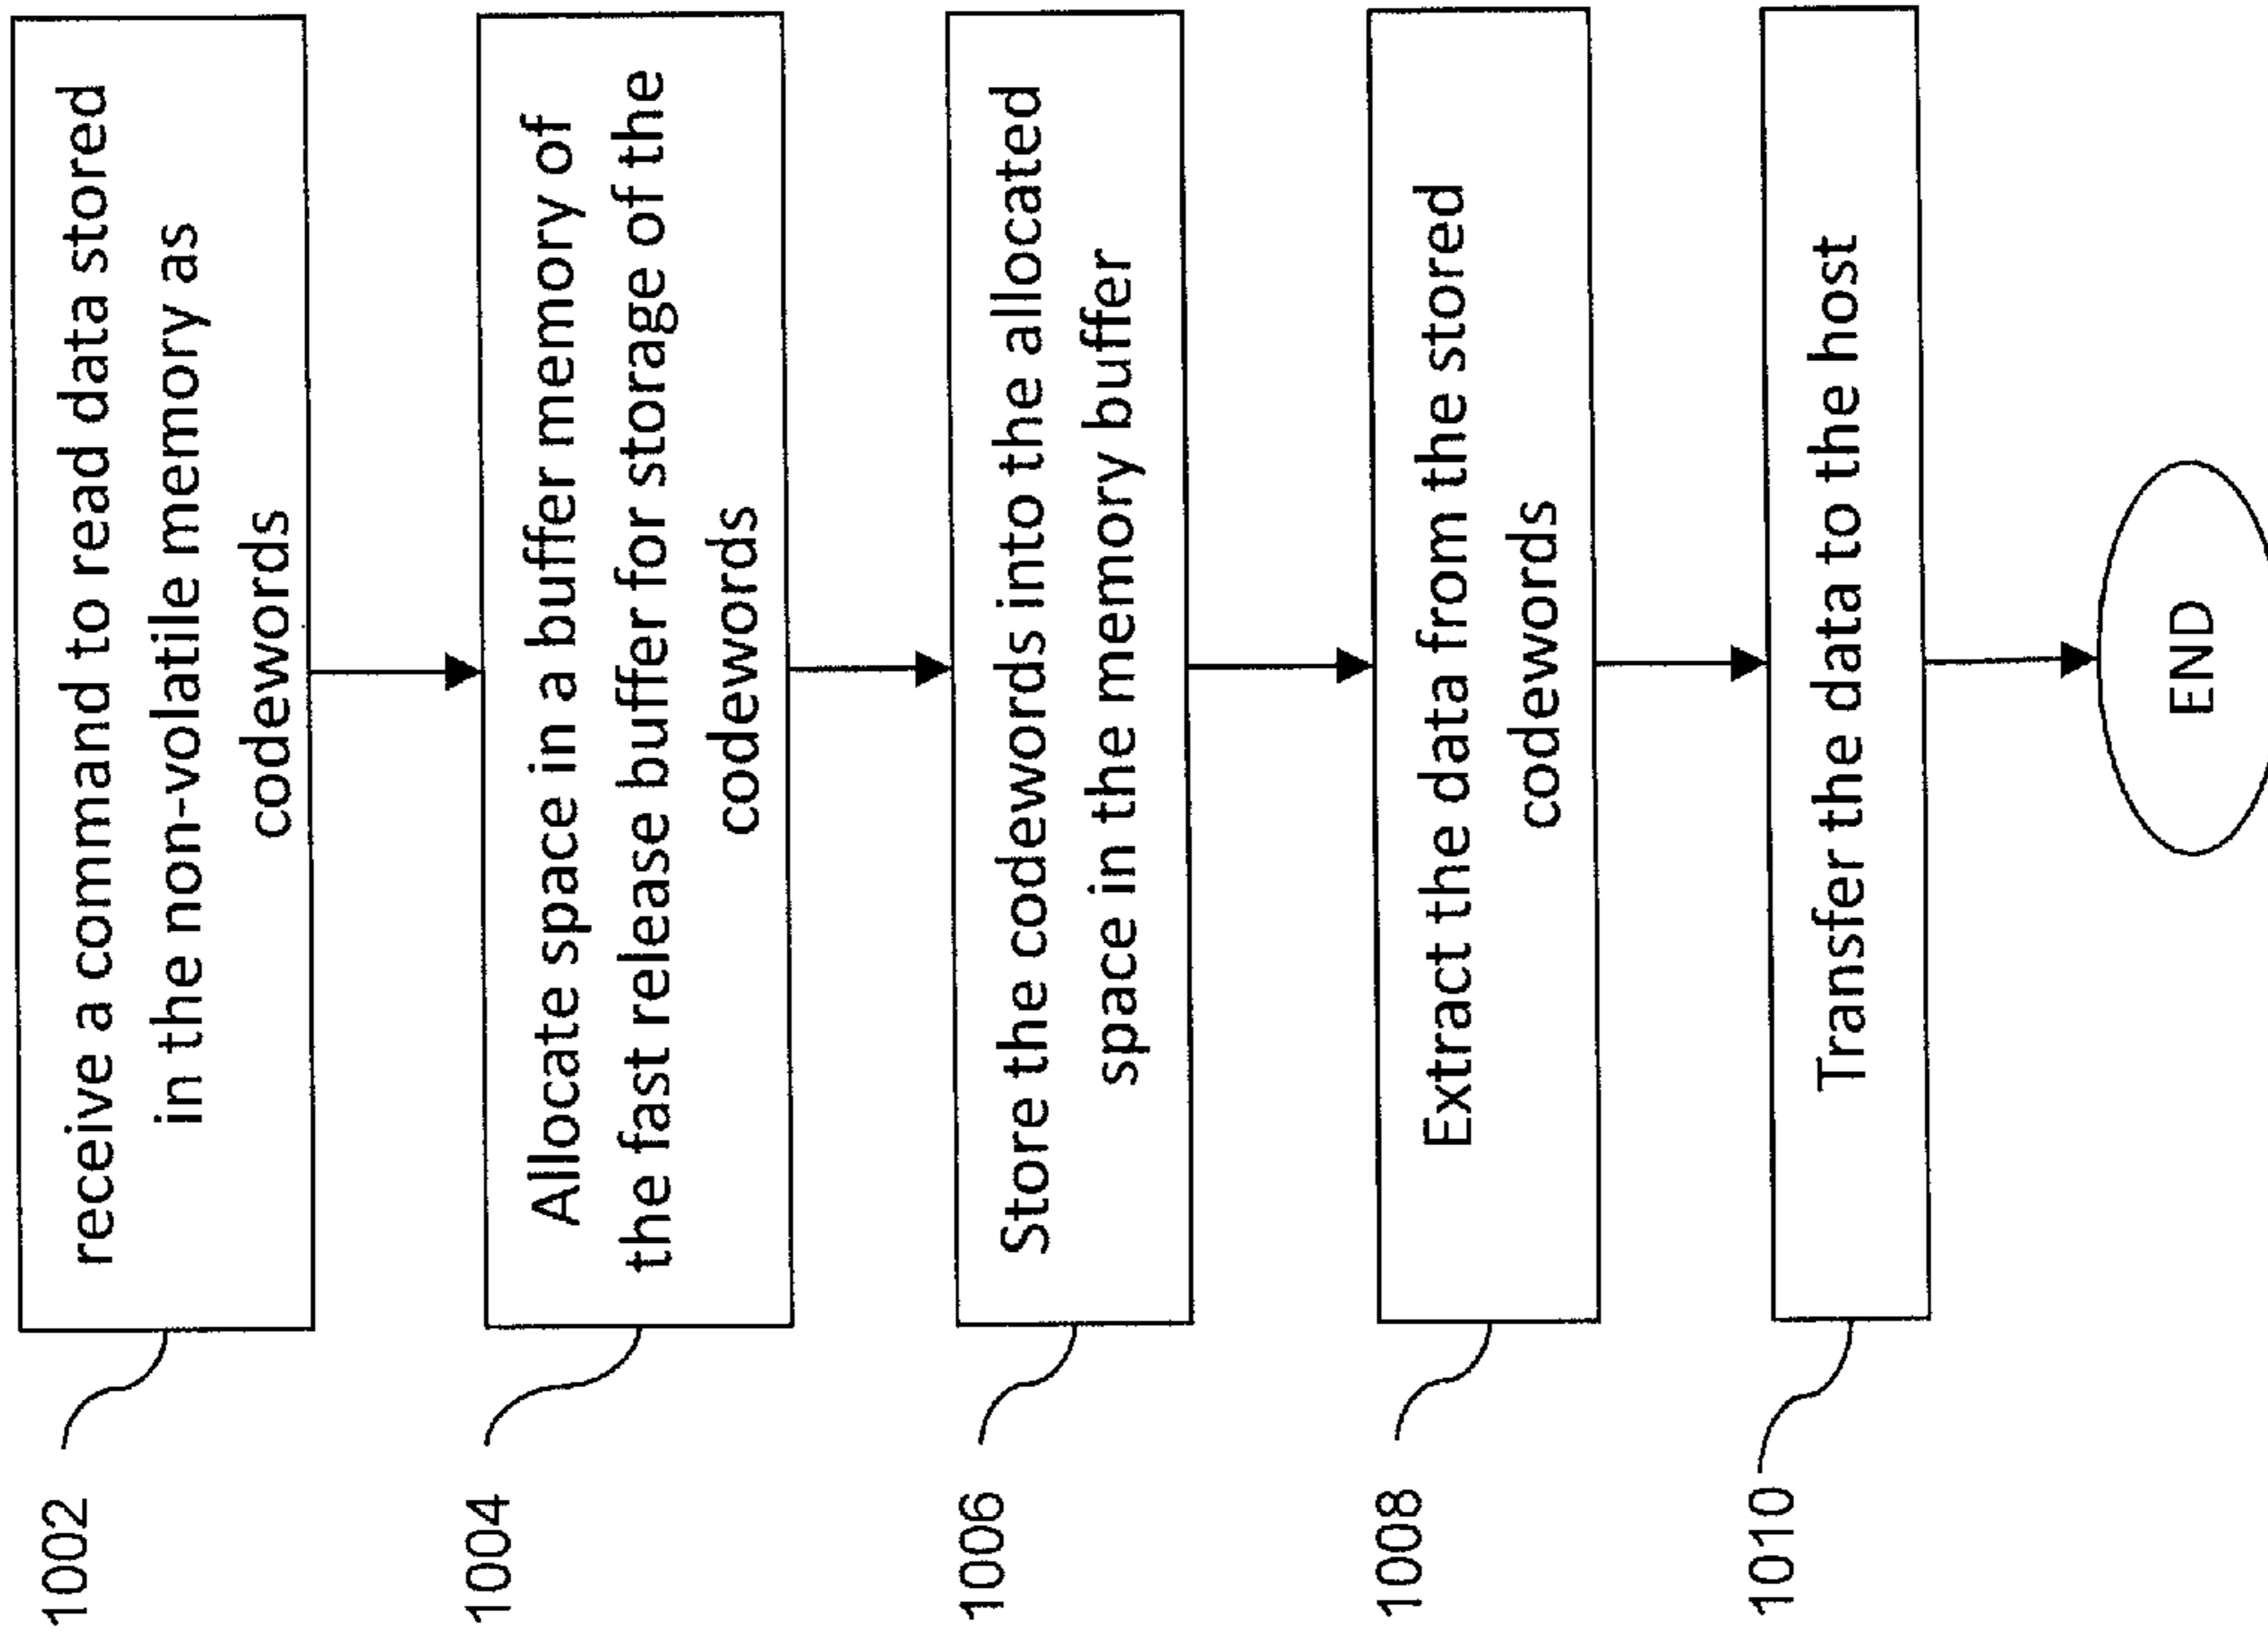 1002
receive a command to read data stored
in the non-volatile memory as
codewords
1004
Allocate space in a buffer memory of
the fast release buffer for storage of the
codewords
1006
Store the codewords into the allocated
space in the memory buffer
1008
Extract the data from the stored
codewords
1010
Transfer the data to the host
END